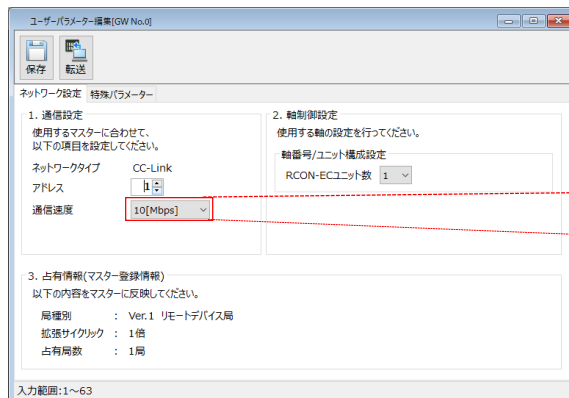 ユーザーパラメーター編集[GW No.0]
保存 転送
ネットワーク設定 特殊パラメーター
1. 通信設定
使用するマスターに合わせて、
以下の項目を設定してください。
ネットワークタイプ CC-Link
アドレス 1
通信速度 10[Mbps]
2. 軸制御設定
使用する軸の設定を行ってください。
軸番号/ユニット構成設定
RCON-ECユニット数 1
3. 占有情報(マスター登録情報)
以下の内容をマスターに反映してください。
局種別 : Ver.1 リモートデバイス局
拡張サイクリック : 1倍
占有局数 : 1局
入力範囲:1～63